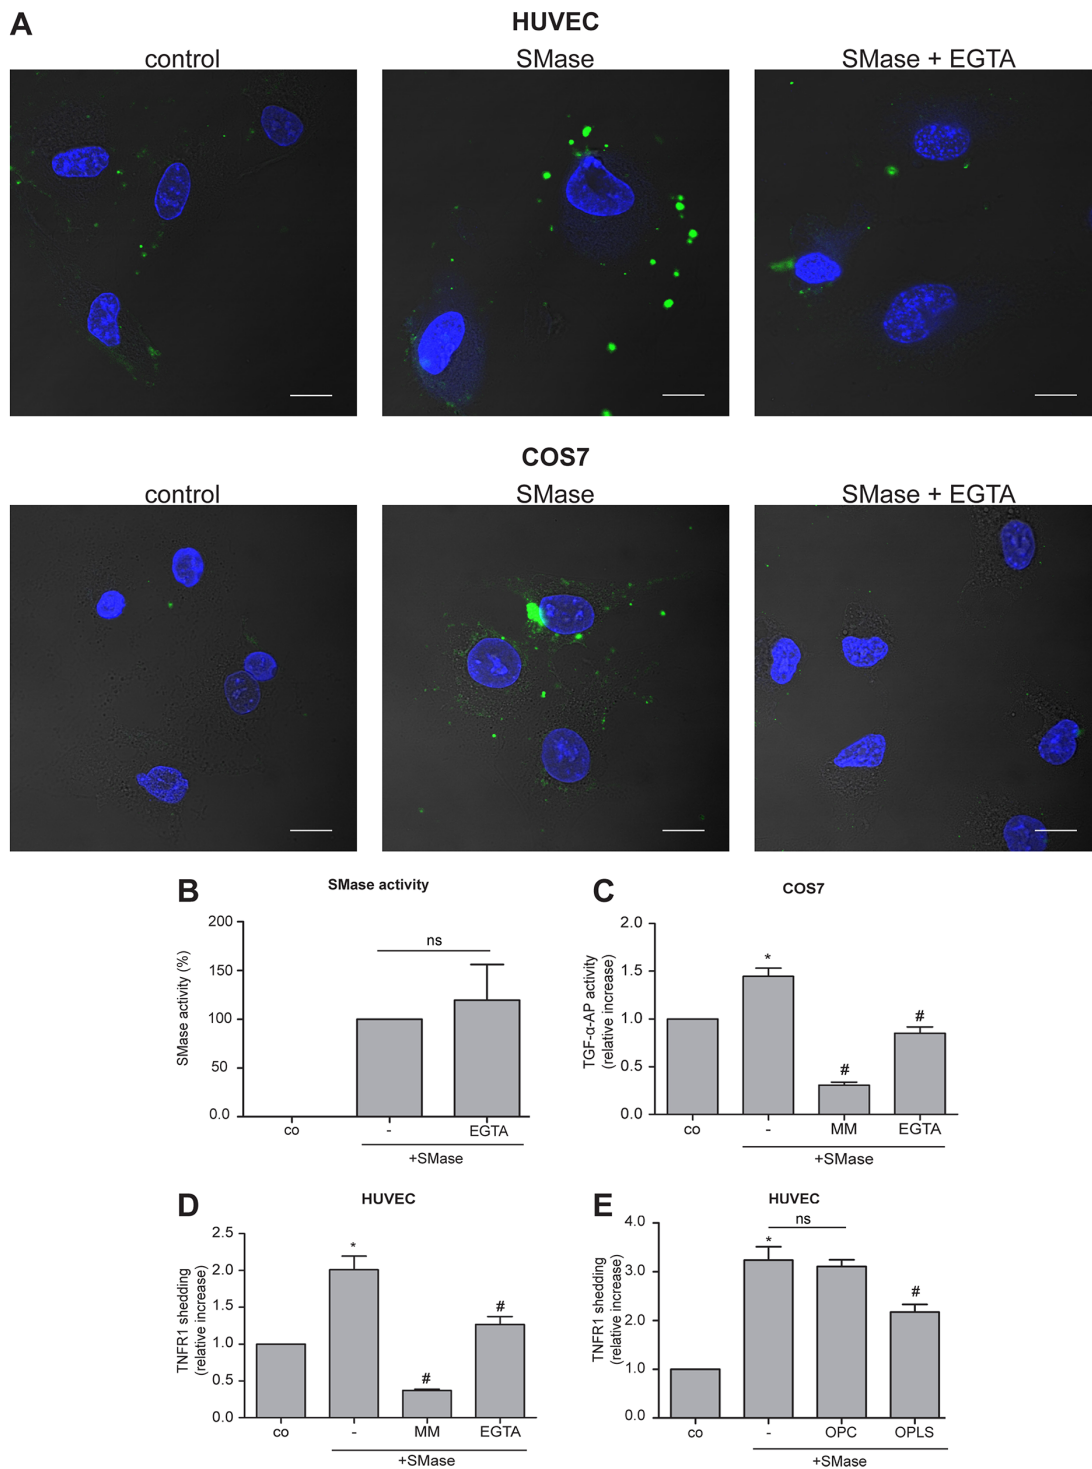 A
HUVEC
control
SMase
SMase + EGTA
COS7
control
SMase
SMase + EGTA
B
SMase activity
SMase activity (%)
200
150
100
50
0.0
ns
co
-
EGTA
+SMase
C
COS7
TGF-α-AP activity
(relative increase)
2.0
1.5
1.0
0.5
0.0
*
#
#
co
-
MM
EGTA
+SMase
D
HUVEC
TNFR1 shedding
(relative increase)
2.5
2.0
1.5
1.0
0.5
0.0
*
#
#
co
-
MM
EGTA
+SMase
E
HUVEC
TNFR1 shedding
(relative increase)
4.0
3.0
2.0
1.0
0.0
ns
*
#
co
-
OPC
OPLS
+SMase